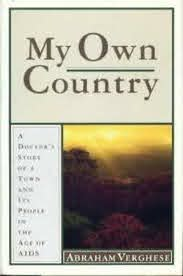 My Own
Country
A
DOCTOR'S
STORY
OF A
TOWN
AND
ITS
PEOPLE
IN THE
AGE OF
AIDS
ABRAHAM VERGHESE